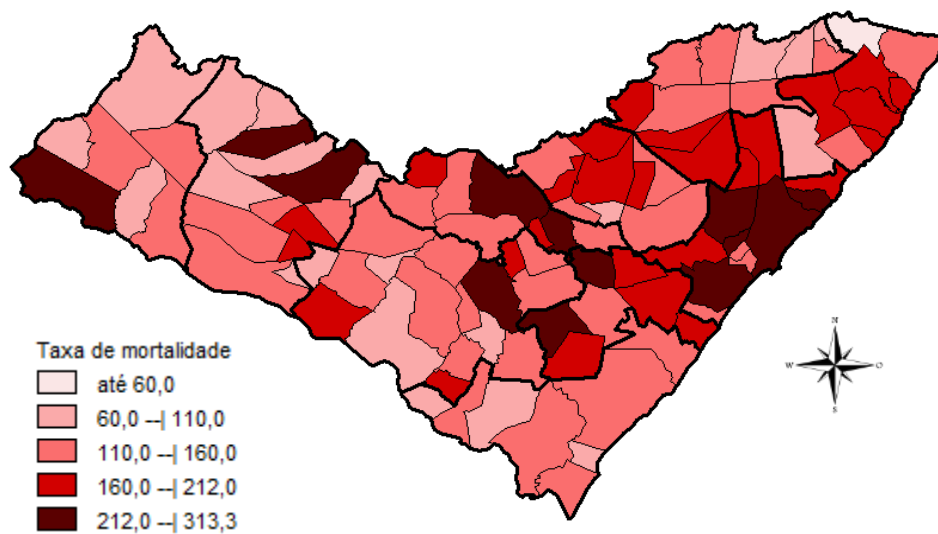 Taxa de mortalidade
até 60,0
60,0 --| 110,0
110,0 --| 160,0
160,0 --| 212,0
212,0 --| 313,3
N
W O
S